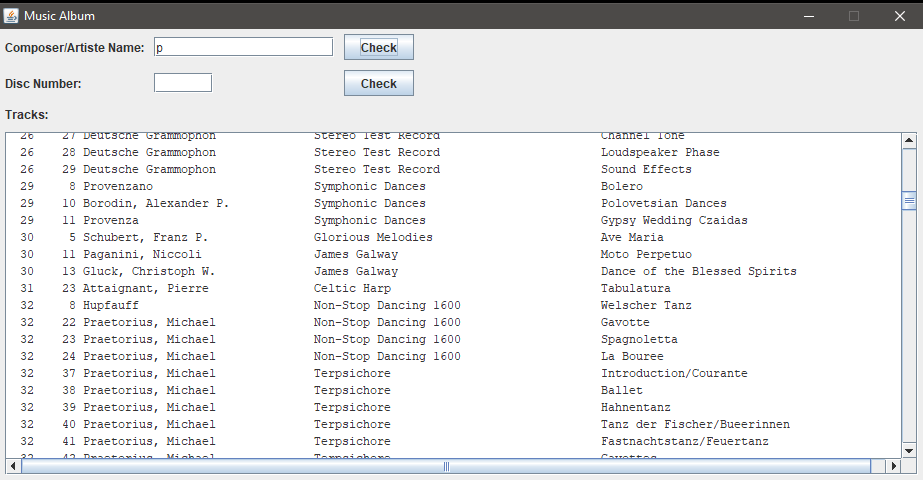 Music Album
Composer/Artiste Name: p Check
Disc Number: Check
Tracks:
26 27 Deutsche Grammophon Stereo Test Record Channel Tone
26 28 Deutsche Grammophon Stereo Test Record Loudspeaker Phase
26 29 Deutsche Grammophon Stereo Test Record Sound Effects
29 8 Provenzano Symphonic Dances Bolero
29 10 Borodin, Alexander P. Symphonic Dances Polovetsian Dances
29 11 Provenza Symphonic Dances Gypsy Wedding Czaidas
30 5 Schubert, Franz P. Glorious Melodies Ave Maria
30 11 Paganini, Niccoli James Galway Moto Perpetuo
30 13 Gluck, Christoph W. James Galway Dance of the Blessed Spirits
31 23 Attaignant, Pierre Celtic Harp Tabulatura
32 8 Hupfauff Non-Stop Dancing 1600 Welscher Tanz
32 22 Praetorius, Michael Non-Stop Dancing 1600 Gavotte
32 23 Praetorius, Michael Non-Stop Dancing 1600 Spagnoletta
32 24 Praetorius, Michael Non-Stop Dancing 1600 La Bouree
32 37 Praetorius, Michael Terpsichore Introduction/Courante
32 38 Praetorius, Michael Terpsichore Ballet
32 39 Praetorius, Michael Terpsichore Hahnentanz
32 40 Praetorius, Michael Terpsichore Tanz der Fischer/Bueerinnen
32 41 Praetorius, Michael Terpsichore Fastnachtstanz/Feuertanz
32 42 Praetorius, Michael Terpsichore Gavottes